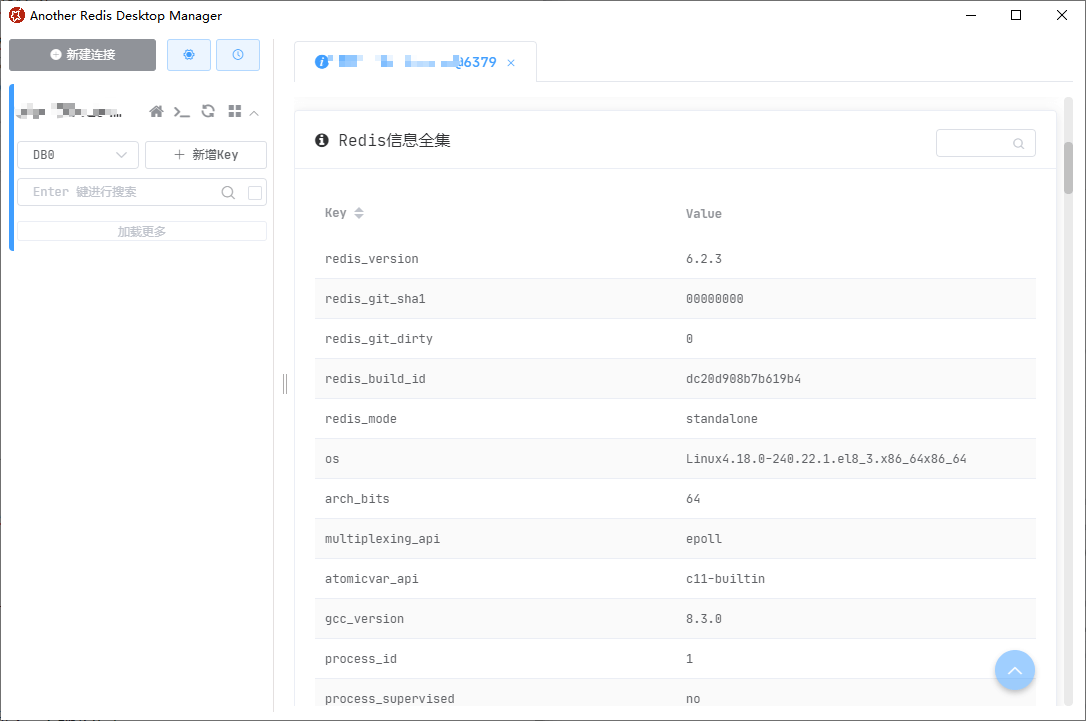 Another Redis Desktop Manager
新建连接
@6379
DB0
新增Key
Enter 键进行搜索
加载更多
Redis信息全集
Key Value
redis_version 6.2.3
redis_git_sha1 00000000
redis_git_dirty 0
redis_build_id dc20d908b7b619b4
redis_mode standalone
os Linux4.18.0-240.22.1.el8_3.x86_64x86_64
arch_bits 64
multiplexing_api epoll
atomicvar_api c11-builtin
gcc_version 8.3.0
process_id 1
process_supervised no